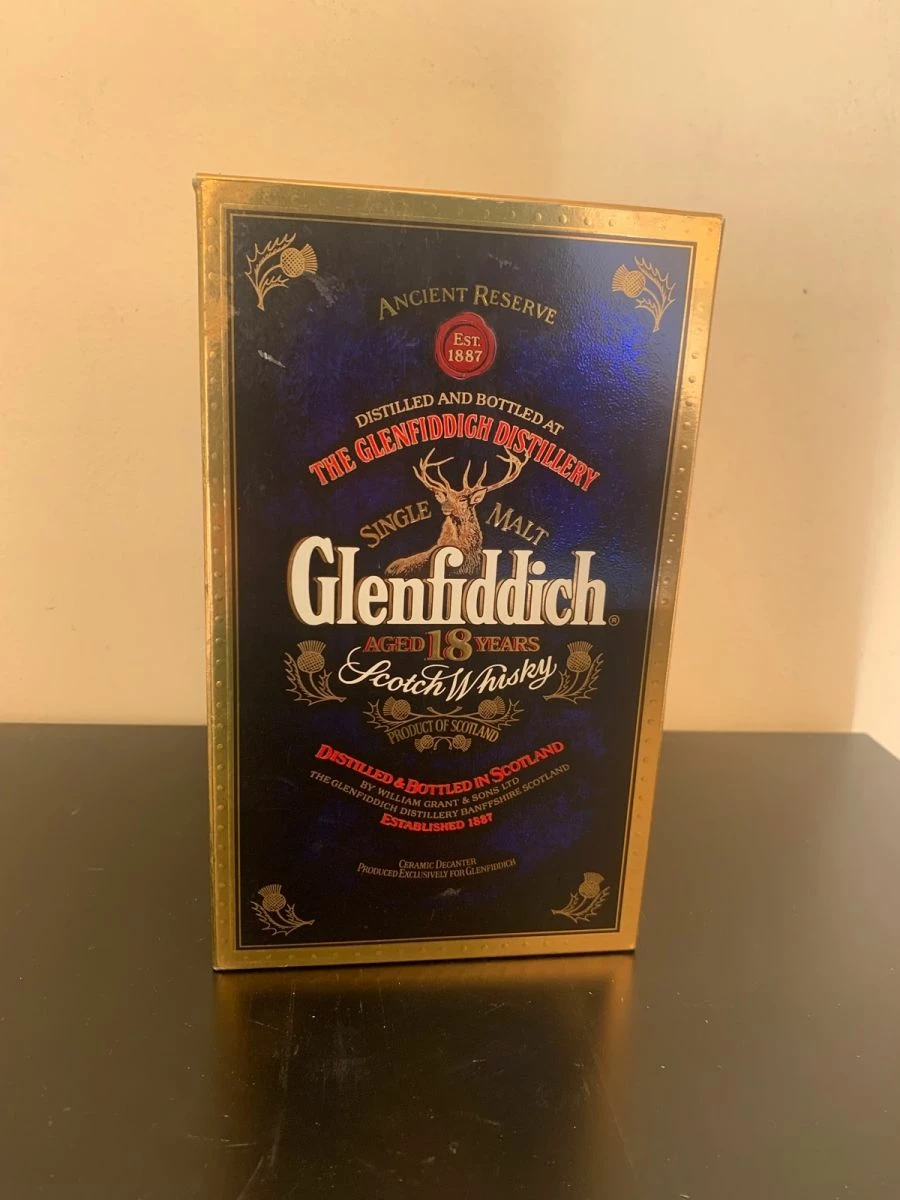 ANCIENT RESERVE
EST.
1887
DISTILLED AND BOTTLED AT
THE GLENFIDDICH DISTILLERY
SINGLE MALT
Glenfiddich®
AGED 18 YEARS
Scotch Whisky
PRODUCT OF SCOTLAND
DISTILLED & BOTTLED IN SCOTLAND
BY WILLIAM GRANT & SONS LTD
THE GLENFIDDICH DISTILLERY BANFFSHIRE SCOTLAND
ESTABLISHED 1887
CERAMIC DECANTER
PRODUCED EXCLUSIVELY FOR GLENFIDDICH